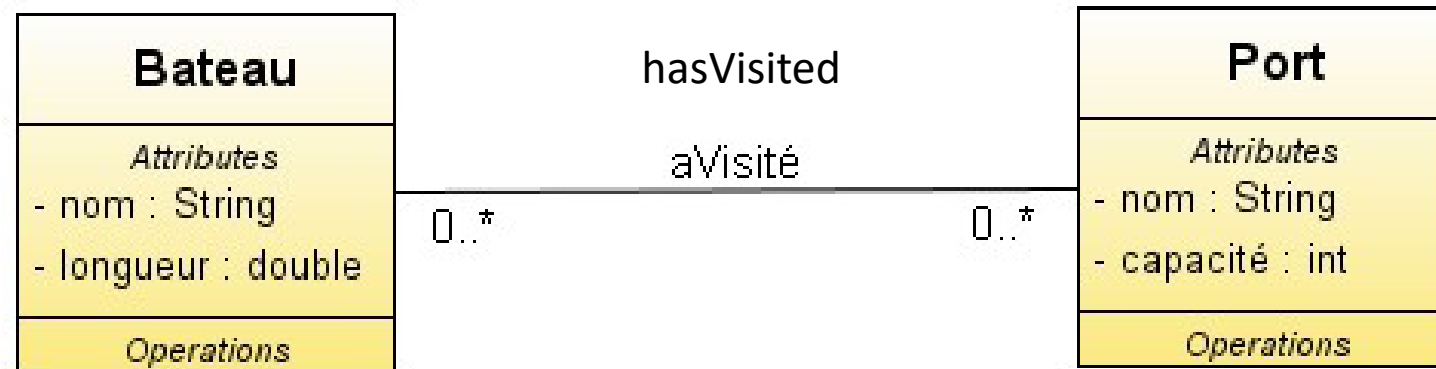 Bateau
Attributes
- nom : String
- longueur : double
Operations
hasVisited
aVisité
0..*
0..*
Port
Attributes
- nom : String
- capacité : int
Operations